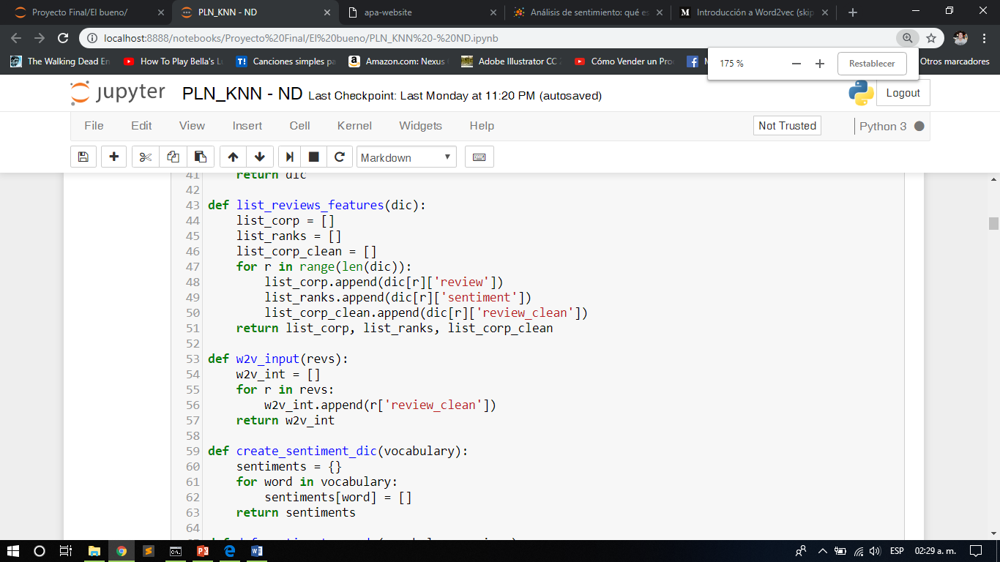 Proyecto Final/El bueno/
PLN_KNN - ND
apa-website
Análisis de sentimiento: qué es
Introducción a Word2vec (skip
localhost:8888/notebooks/Proyecto%20Final/El%20bueno/PLN_KNN%20-%20ND.ipynb
The Walking Dead En
How To Play Bella's Lu
T!
Canciones simples pa
Amazon.com: Nexus
Adobe Illustrator CC
Cómo Vender un Pro
Otros marcadores
175 %
Restablecer
jupyter
PLN_KNN - ND
Last Checkpoint: Last Monday at 11:20 PM (autosaved)
Logout
File
Edit
View
Insert
Cell
Kernel
Widgets
Help
Not Trusted
Python 3
Markdown
41 return dic
42
43 def list_reviews_features(dic):
44 list_corp = []
45 list_ranks = []
46 list_corp_clean = []
47 for r in range(len(dic)):
48 list_corp.append(dic[r]['review'])
49 list_ranks.append(dic[r]['sentiment'])
50 list_corp_clean.append(dic[r]['review_clean'])
51 return list_corp, list_ranks, list_corp_clean
52
53 def w2v_input(revs):
54 w2v_int = []
55 for r in revs:
56 w2v_int.append(r['review_clean'])
57 return w2v_int
58
59 def create_sentiment_dic(vocabulary):
60 sentiments = {}
61 for word in vocabulary:
62 sentiments[word] = []
63 return sentiments
64
ESP
02:29 a. m.